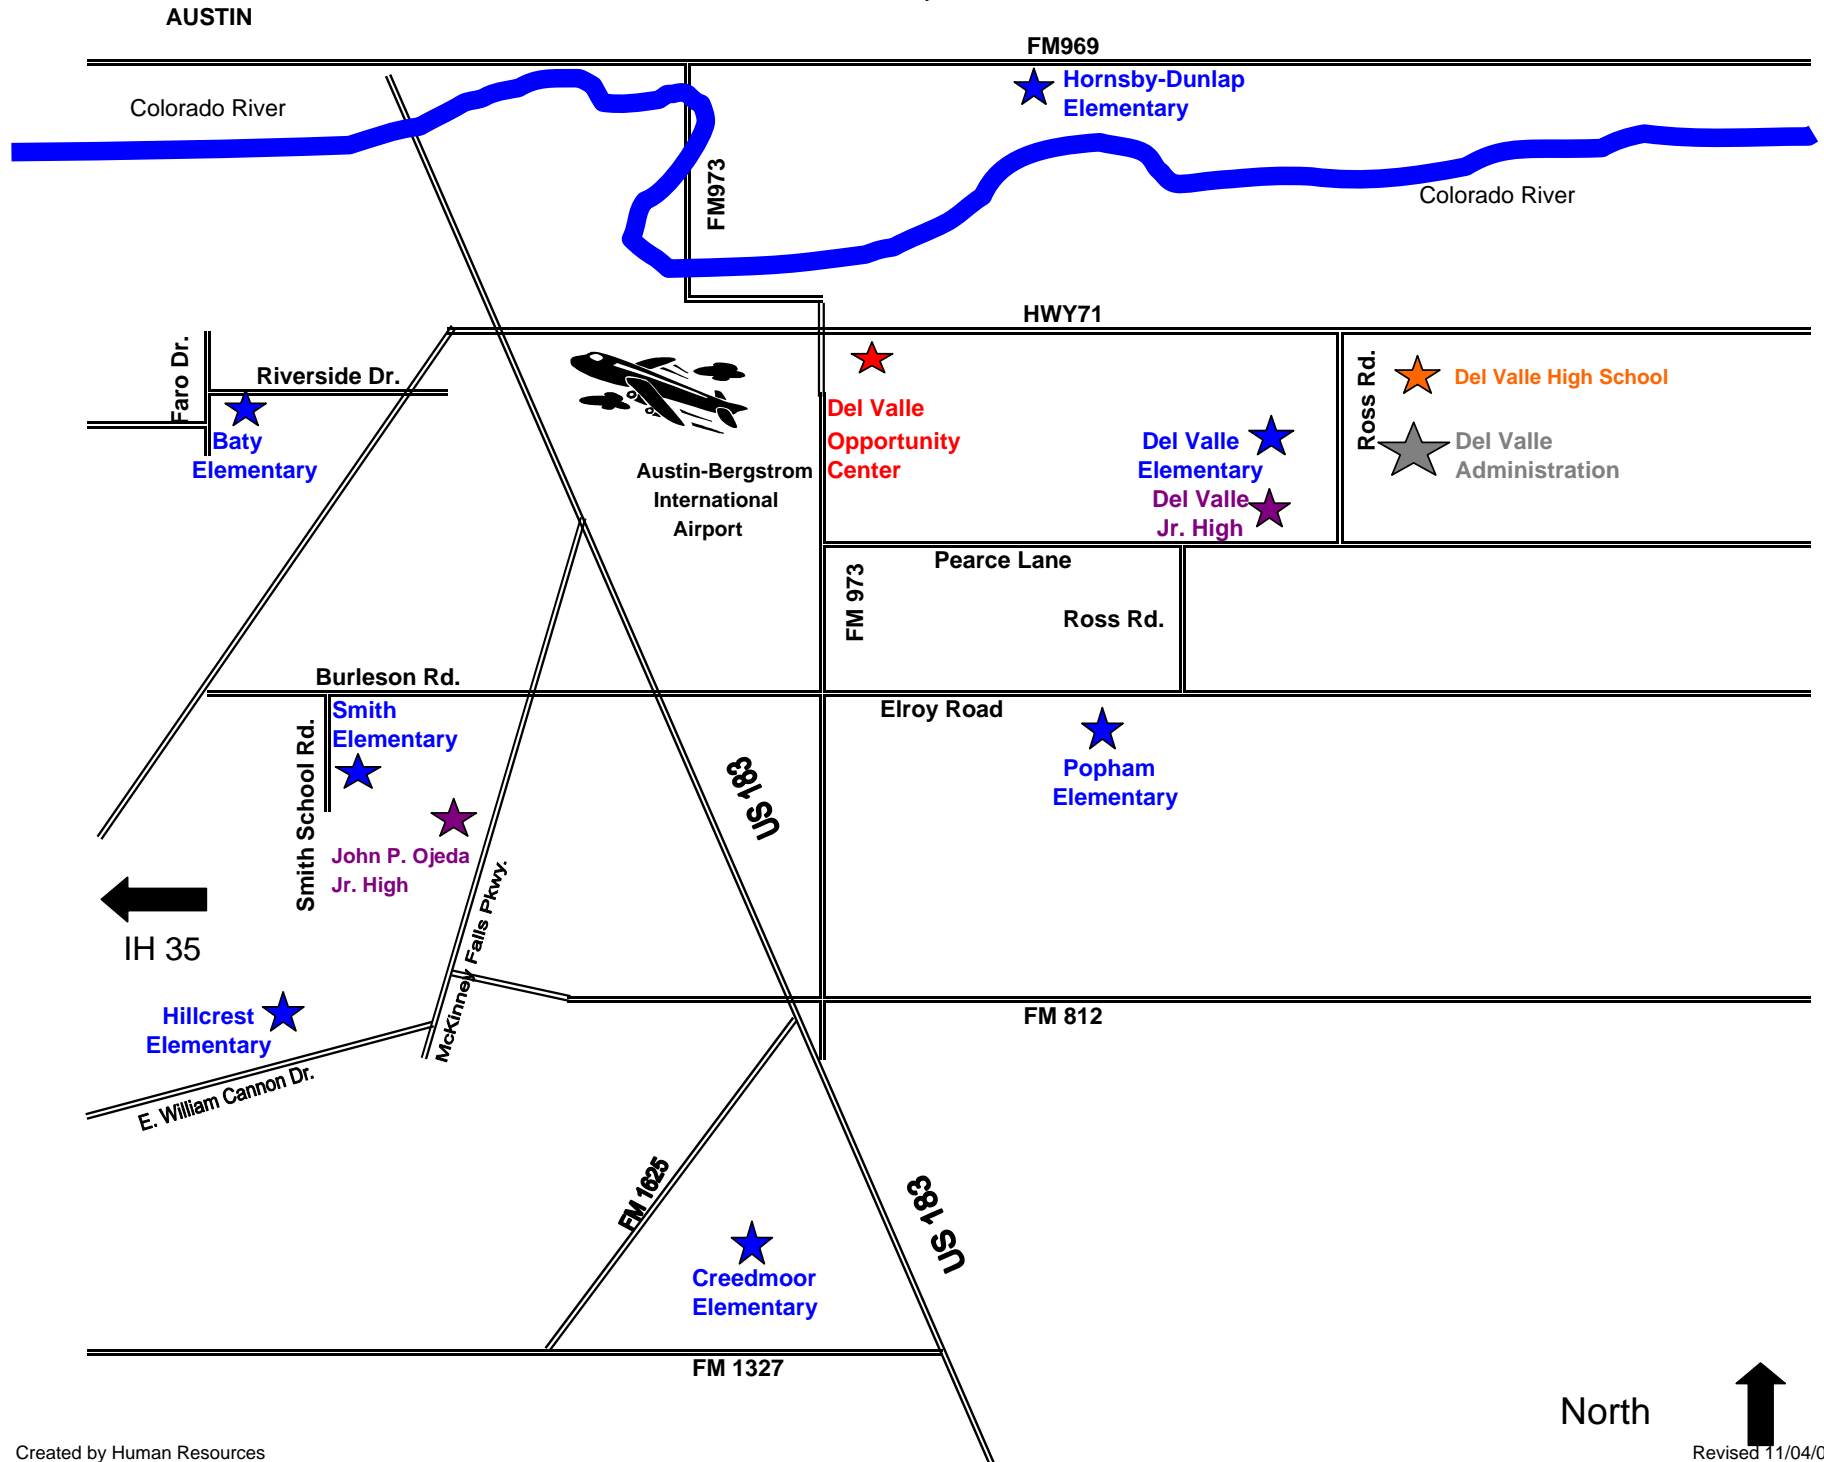 AUSTIN
FM969
Hornsby-Dunlap
Elementary
Colorado River
FM973
Colorado River
HWY71
Faro Dr.
Riverside Dr.
Ross Rd.
Del Valle High School
Baty
Elementary
Del Valle
Opportunity
Center
Del Valle
Elementary
Del Valle
Administration
Austin-Bergstrom
International
Airport
Del Valle
Jr. High
Pearce Lane
FM 973
Ross Rd.
Burleson Rd.
Smith
Elementary
Elroy Road
Smith School Rd.
US 183
Popham
Elementary
John P. Ojeda
Jr. High
McKinney Falls Pkwy.
IH 35
Hillcrest
Elementary
FM 812
E. William Cannon Dr.
FM 1625
US 183
Creedmoor
Elementary
FM 1327
North
Created by Human Resources
Revised 11/04/0